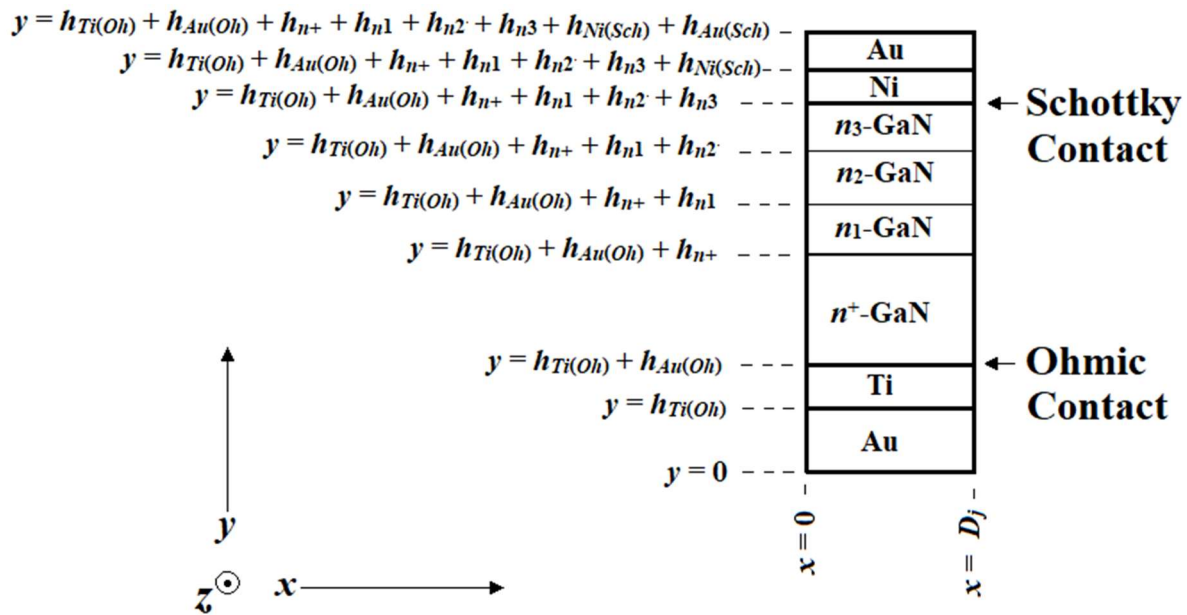 y = hTi(Oh) + hAu(Oh) + hn+ + hn1 + hn2 + hn3 + hNi(Sch) + hAu(Sch)
y = hTi(Oh) + hAu(Oh) + hn+ + hn1 + hn2 + hn3 + hNi(Sch)
y = hTi(Oh) + hAu(Oh) + hn+ + hn1 + hn2 + hn3
y = hTi(Oh) + hAu(Oh) + hn+ + hn1 + hn2
y = hTi(Oh) + hAu(Oh) + hn+ + hn1
y = hTi(Oh) + hAu(Oh) + hn+
y = hTi(Oh) + hAu(Oh)
y = hTi(Oh)
y = 0
Au
Ni
n3-GaN
n2-GaN
n1-GaN
n+-GaN
Ti
Au
Schottky
Contact
Ohmic
Contact
x = 0
x = Dj
y
z
x